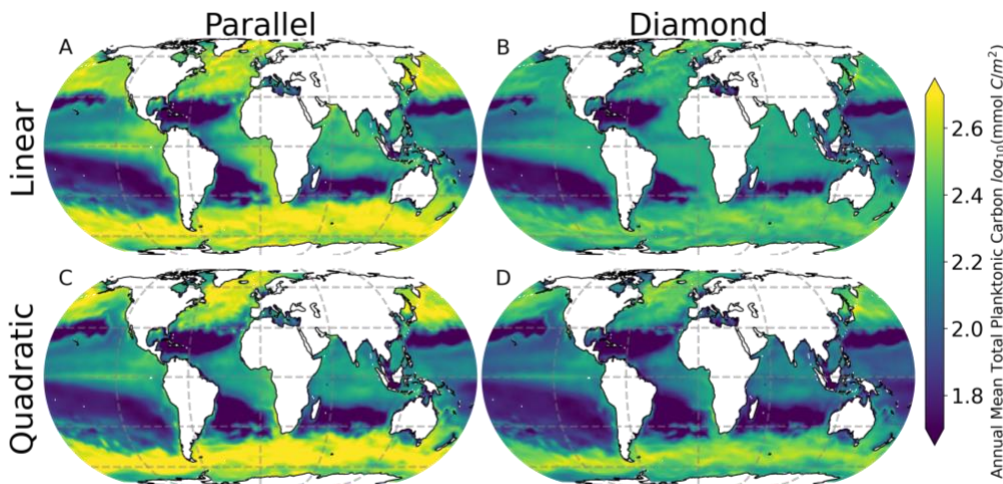 Parallel
Diamond
A
B
Linear
C
D
Quadratic
2.6
2.4
2.2
2.0
1.8
Annual Mean Total Planktonic Carbon log₁₀(mmol C/m²)